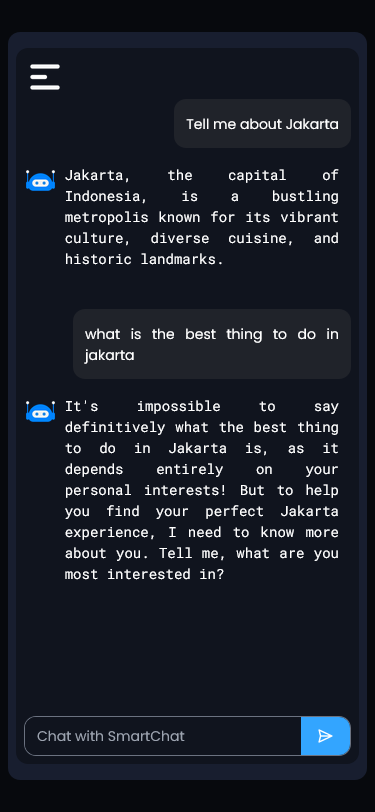 Tell me about Jakarta
Jakarta, the capital of
Indonesia, is a bustling
metropolis known for its vibrant
culture, diverse cuisine, and
historic landmarks.
what is the best thing to do in
jakarta
It's impossible to say
definitively what the best thing
to do in Jakarta is, as it
depends entirely on your
personal interests! But to help
you find your perfect Jakarta
experience, I need to know more
about you. Tell me, what are you
most interested in?
Chat with SmartChat